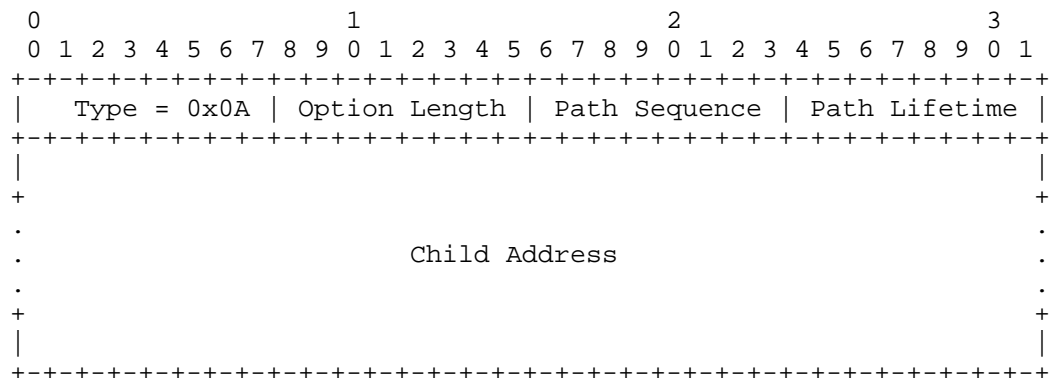 0                   1                   2                   3
 0 1 2 3 4 5 6 7 8 9 0 1 2 3 4 5 6 7 8 9 0 1 2 3 4 5 6 7 8 9 0 1
+-+-+-+-+-+-+-+-+-+-+-+-+-+-+-+-+-+-+-+-+-+-+-+-+-+-+-+-+-+-+-+-+
|   Type = 0x0A | Option Length | Path Sequence | Path Lifetime |
+-+-+-+-+-+-+-+-+-+-+-+-+-+-+-+-+-+-+-+-+-+-+-+-+-+-+-+-+-+-+-+-+
|                                                               |
+                                                               +
.                                                               .
.                        Child Address                          .
.                                                               .
+                                                               +
|                                                               |
+-+-+-+-+-+-+-+-+-+-+-+-+-+-+-+-+-+-+-+-+-+-+-+-+-+-+-+-+-+-+-+-+